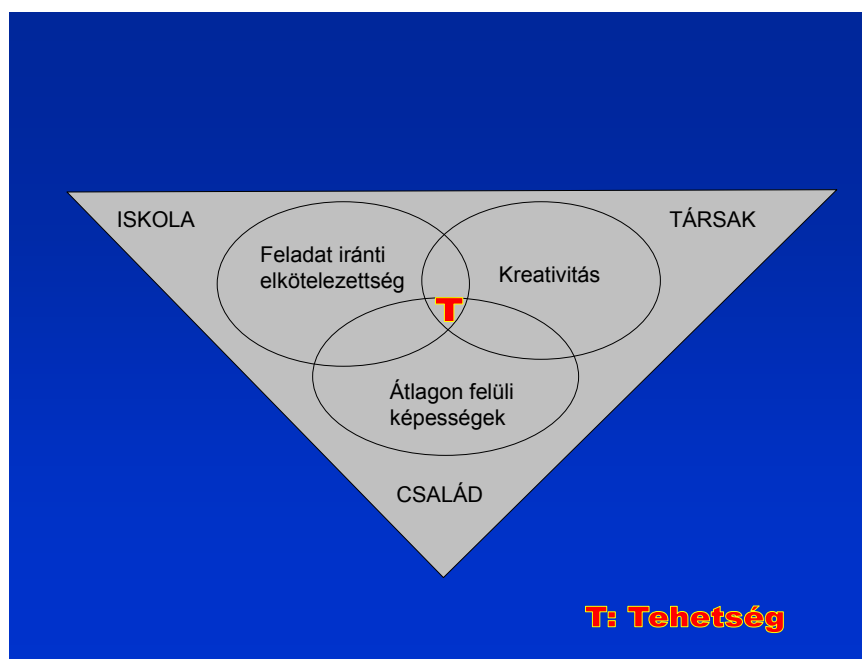 ISKOLA
TÁRSAK
Feladat iránti
elkötelezettség
Kreativitás
T
Átlagon felüli
képességek
CSALÁD
T: Tehetség